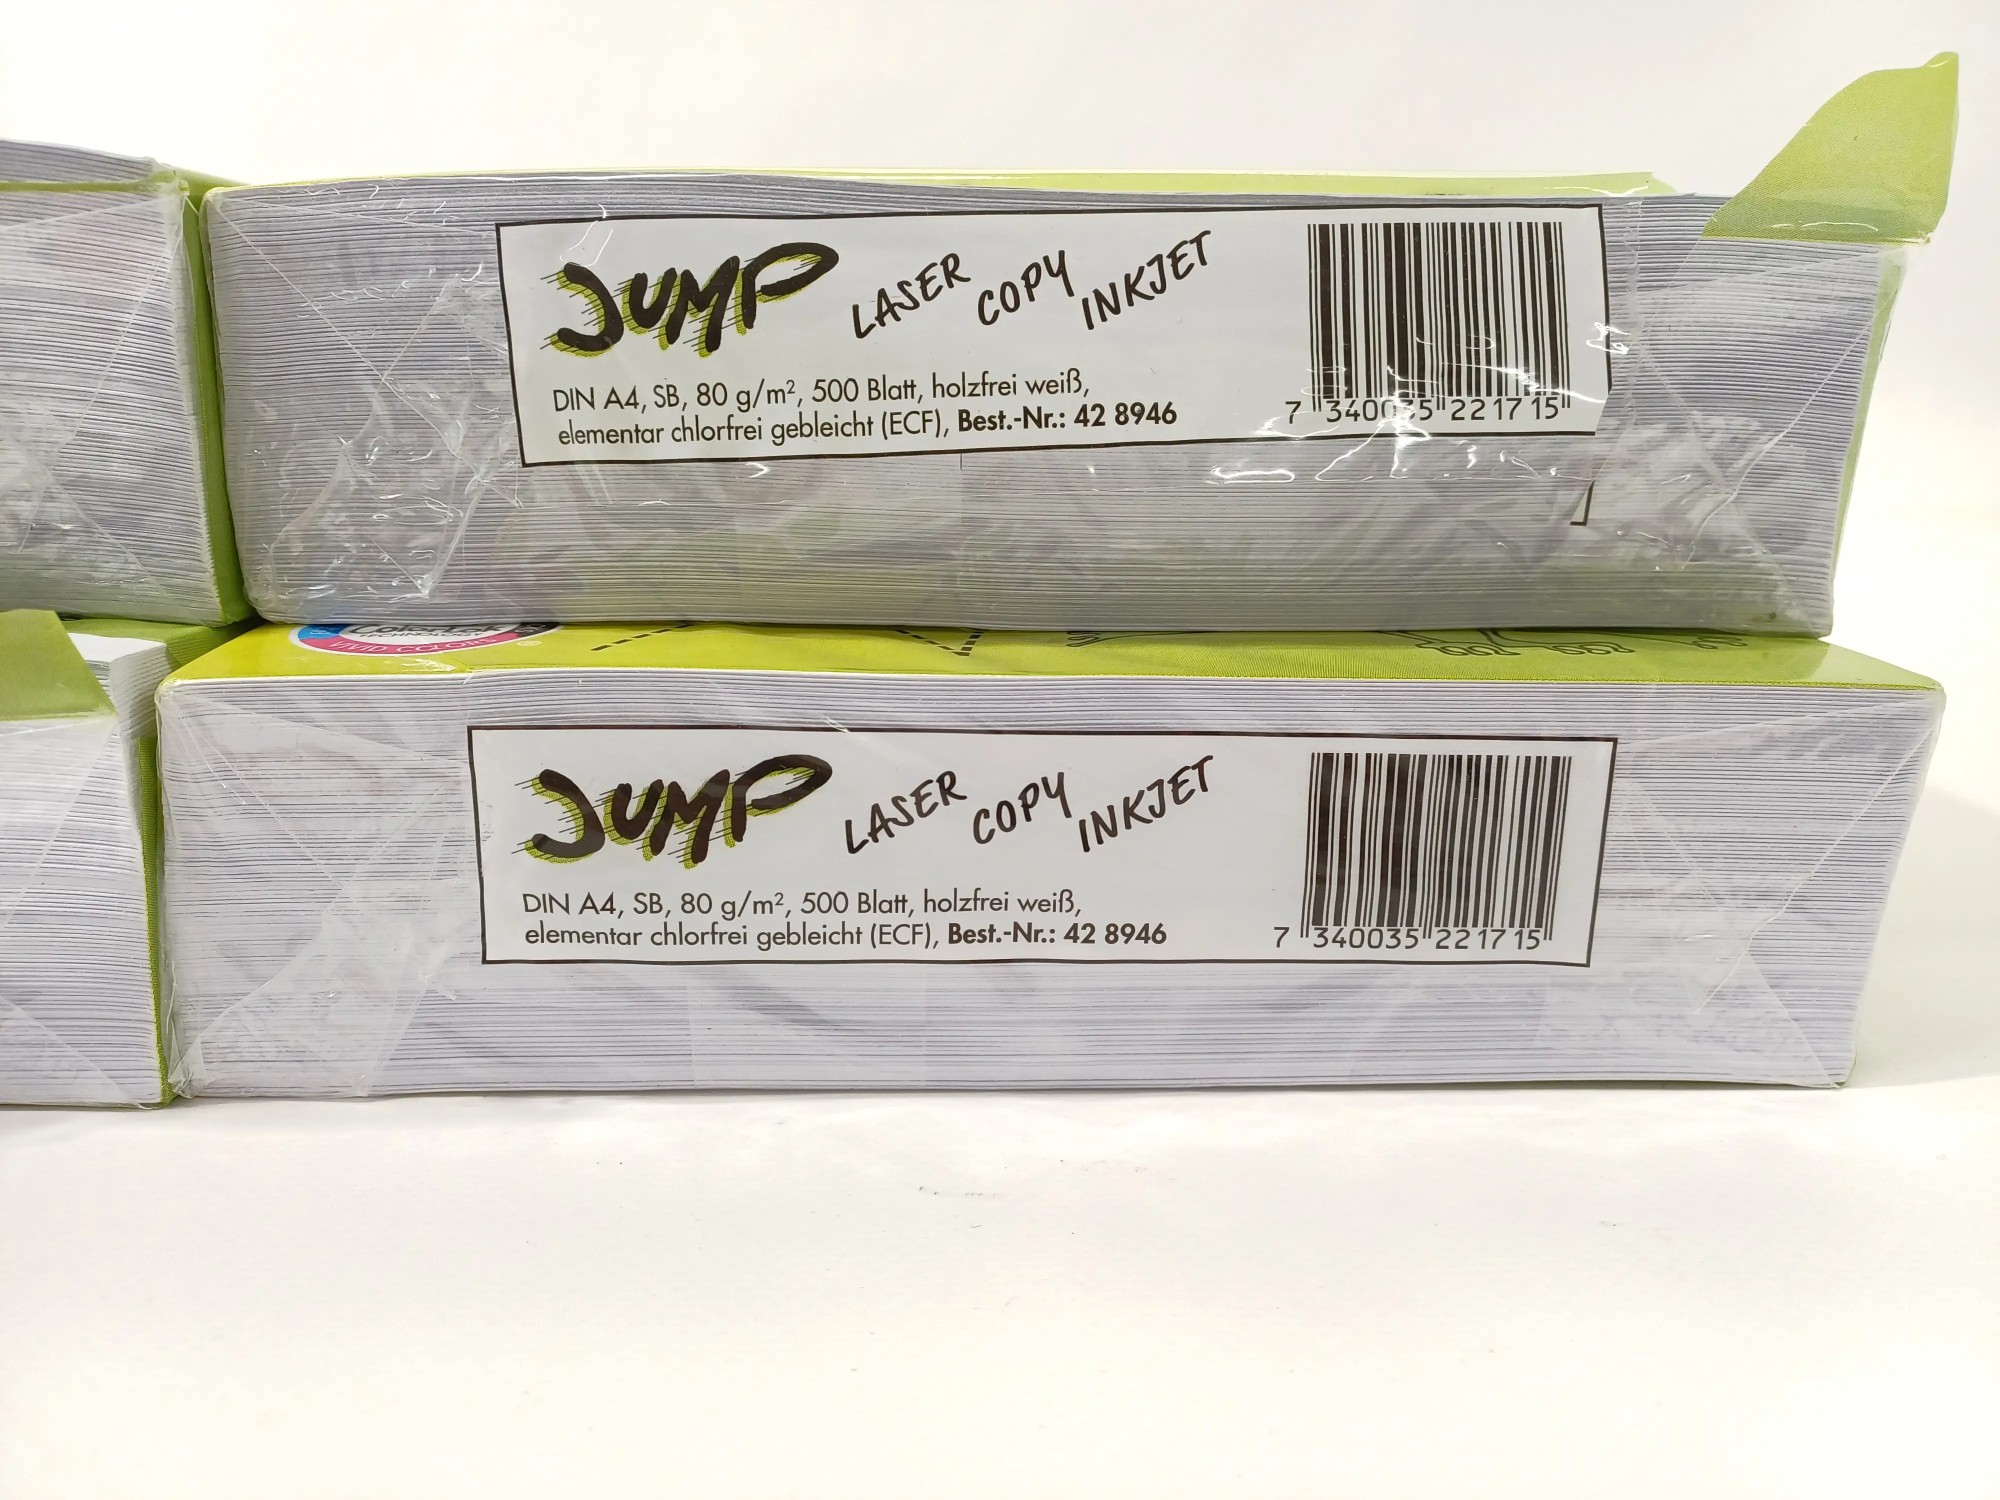 JUMP LASER COPY INKJET
DIN A4, SB, 80 g/m², 500 Blatt, holzfrei weiß,
elementar chlorfrei gebleicht (ECF), Best.-Nr.: 42 8946
7 340035 221715
VIVID COLORS
JUMP LASER COPY INKJET
DIN A4, SB, 80 g/m², 500 Blatt, holzfrei weiß,
elementar chlorfrei gebleicht (ECF), Best.-Nr.: 42 8946
7 340035 221715